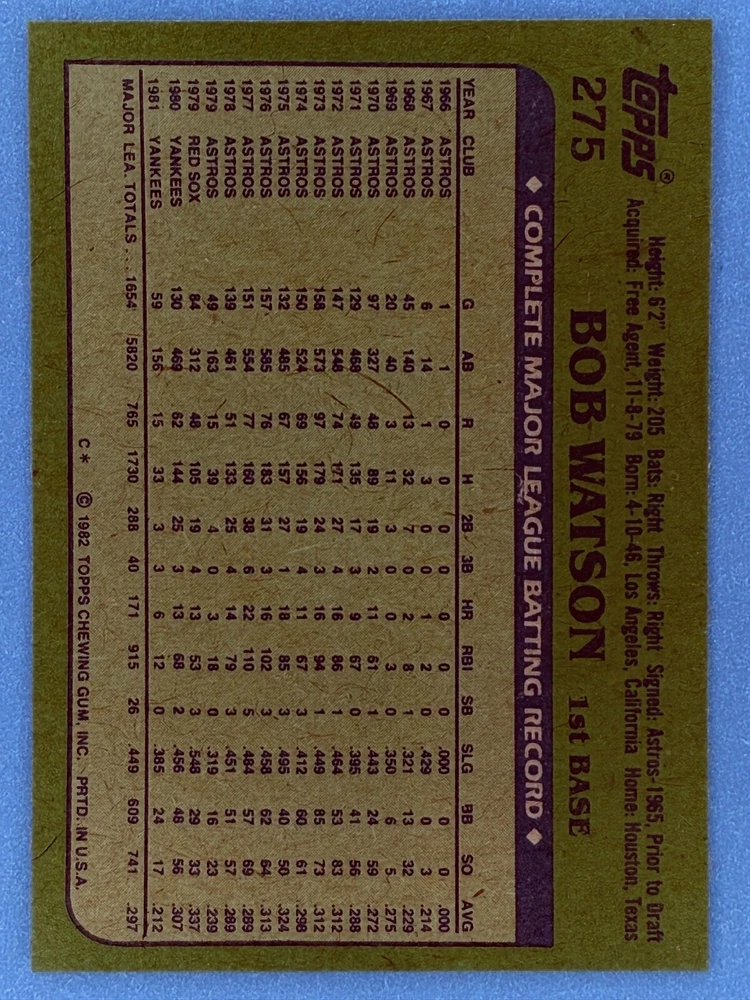 Topps®
275
Height: 6'2" Weight: 205 Bats: Right Throws: Right Signed: Astros-1965, Prior to Draft
Acquired: Free Agent, 11-8-79 Born: 4-10-46, Los Angeles, California Home: Houston, Texas
BOB WATSON 1st BASE
◆ COMPLETE MAJOR LEAGUE BATTING RECORD ◆
YEAR CLUB G AB R H 2B 3B HR RBI SB SLG BB SO AVG
1966 ASTROS 1 1 0 0 0 0 0 0 0 .000 0 0 .000
1967 ASTROS 6 14 1 3 0 0 1 2 0 .429 0 3 .214
1968 ASTROS 45 140 13 32 7 0 2 8 1 .321 13 32 .229
1969 ASTROS 20 40 3 11 3 0 0 3 0 .350 6 5 .275
1970 ASTROS 97 327 48 89 19 2 11 61 1 .443 24 59 .272
1971 ASTROS 129 468 49 135 17 3 9 67 0 .395 41 56 .288
1972 ASTROS 147 548 74 171 27 4 16 86 1 .464 53 83 .312
1973 ASTROS 158 573 97 179 24 3 16 94 1 .449 85 73 .312
1974 ASTROS 150 524 69 156 19 4 11 67 3 .412 60 61 .298
1975 ASTROS 132 485 67 157 27 1 18 85 3 .495 40 50 .324
1976 ASTROS 157 585 76 183 31 3 16 102 3 .458 62 64 .313
1977 ASTROS 151 554 77 160 38 6 22 110 5 .484 57 69 .289
1978 ASTROS 139 461 51 133 25 4 14 79 3 .451 51 57 .289
1979 ASTROS 49 163 15 39 4 0 3 18 0 .319 16 23 .239
1979 RED SOX 84 312 48 105 19 4 13 53 3 .548 29 33 .337
1980 YANKEES 130 469 62 144 25 3 13 68 2 .456 48 56 .307
1981 YANKEES 59 156 15 33 3 3 6 12 0 .385 24 17 .212
MAJOR LEA. TOTALS . . . 1654 5820 765 1730 288 40 171 915 26 .449 609 741 .297
C* © 1982 TOPPS CHEWING GUM, INC. PRTD. IN U.S.A.